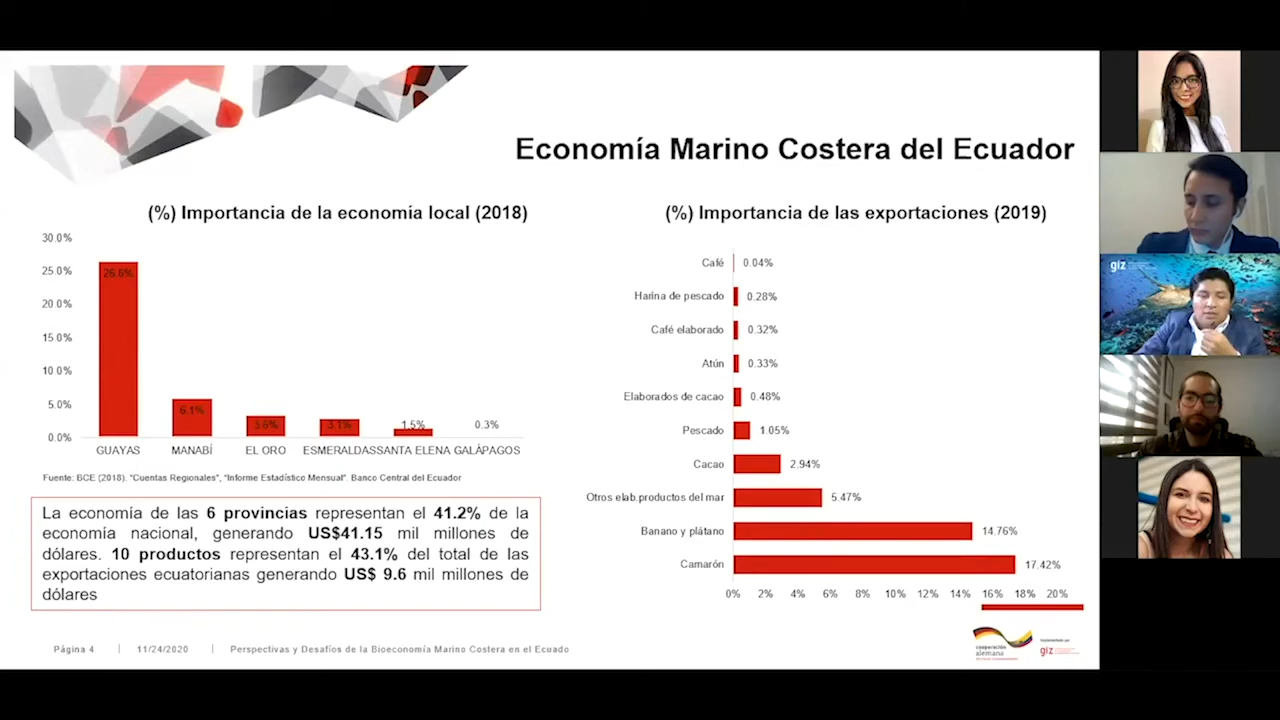 Economía Marino Costera del Ecuador
(%) Importancia de la economía local (2018)
30.0%
25.0%
20.0%
15.0%
10.0%
5.0%
0.0%
26.6%
6.1%
3.6%
3.1%
1.5%
0.3%
GUAYAS MANABÍ EL ORO ESMERALDAS SANTA ELENA GALÁPAGOS
Fuente: BCE (2018). "Cuentas Regionales", "Informe Estadístico Mensual". Banco Central del Ecuador
La economía de las 6 provincias representan el 41.2% de la
economía nacional, generando US$41.15 mil millones de
dólares. 10 productos representan el 43.1% del total de las
exportaciones ecuatorianas generando US$ 9.6 mil millones de
dólares
(%) Importancia de las exportaciones (2019)
Café 0.04%
Harina de pescado 0.28%
Café elaborado 0.32%
Atún 0.33%
Elaborados de cacao 0.48%
Pescado 1.05%
Cacao 2.94%
Otros elab.productos del mar 5.47%
Banano y plátano 14.76%
Camarón 17.42%
0% 2% 4% 6% 8% 10% 12% 14% 16% 18% 20%
Página 4 | 11/24/2020 | Perspectivas y Desafíos de la Bioeconomía Marino Costera en el Ecuado
cooperación
alemana
Implementada por
giz
giz